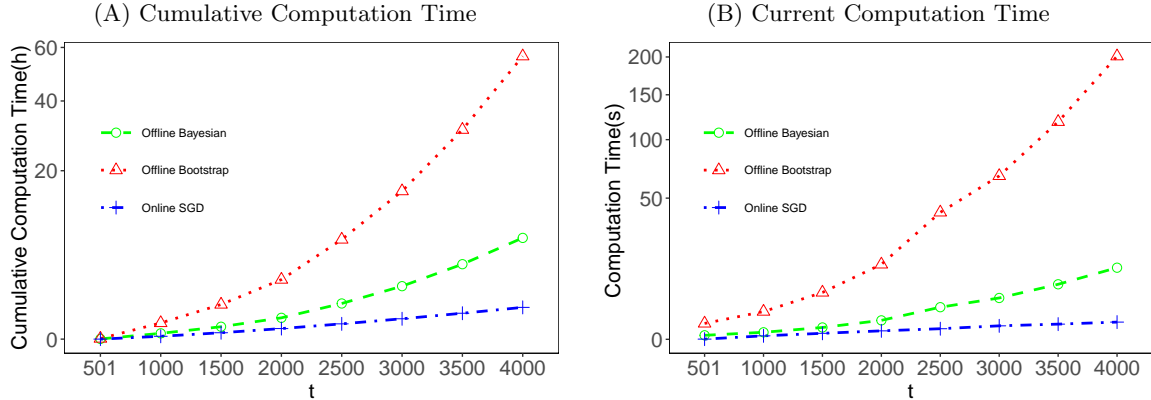 (A) Cumulative Computation Time
Cumulative Computation Time(h)
60
40
20
0
Offline Bayesian
Offline Bootstrap
Online SGD
501 1000 1500 2000 2500 3000 3500 4000
t
(B) Current Computation Time
Computation Time(s)
200
150
100
50
0
Offline Bayesian
Offline Bootstrap
Online SGD
501 1000 1500 2000 2500 3000 3500 4000
t